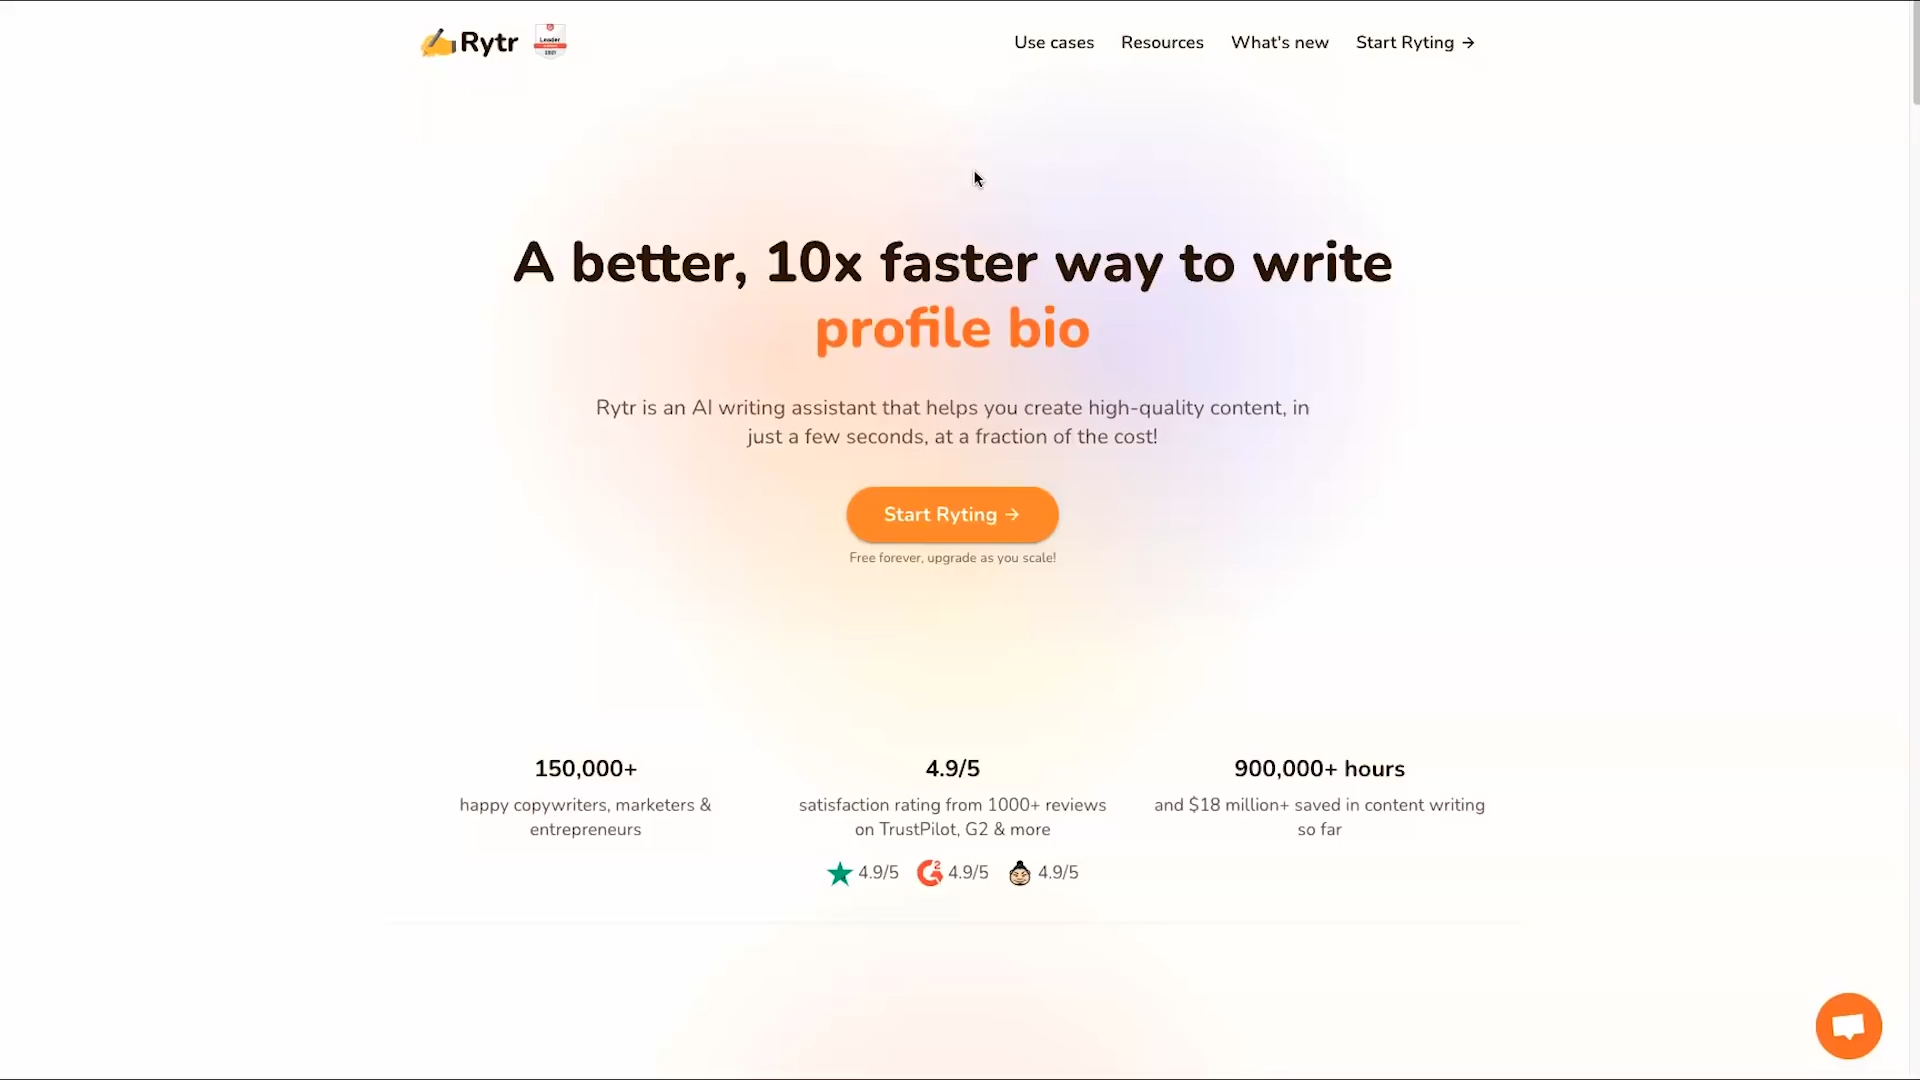 Rytr
Leader
2021
Use cases
Resources
What's new
Start Ryting →
A better, 10x faster way to write
profile bio
Rytr is an AI writing assistant that helps you create high-quality content, in
just a few seconds, at a fraction of the cost!
Start Ryting →
Free forever, upgrade as you scale!
150,000+
happy copywriters, marketers &
entrepreneurs
4.9/5
satisfaction rating from 1000+ reviews
on TrustPilot, G2 & more
4.9/5
G2 4.9/5
4.9/5
900,000+ hours
and $18 million+ saved in content writing
so far